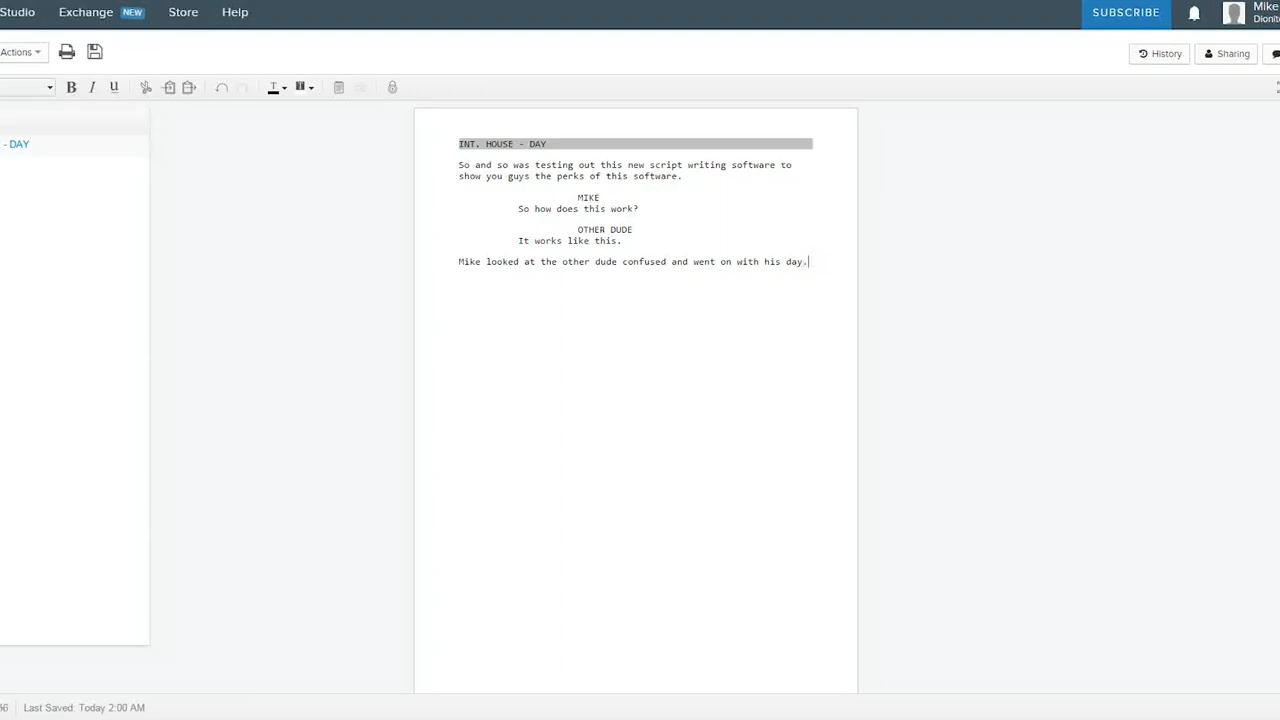 Studio Exchange NEW Store Help SUBSCRIBE Mike
Actions History Sharing
B I U T T
- DAY
INT. HOUSE - DAY
So and so was testing out this new script writing software to
show you guys the perks of this software.
MIKE
So how does this work?
OTHER DUDE
It works like this.
Mike looked at the other dude confused and went on with his day.
Last Saved Today 2:00 AM